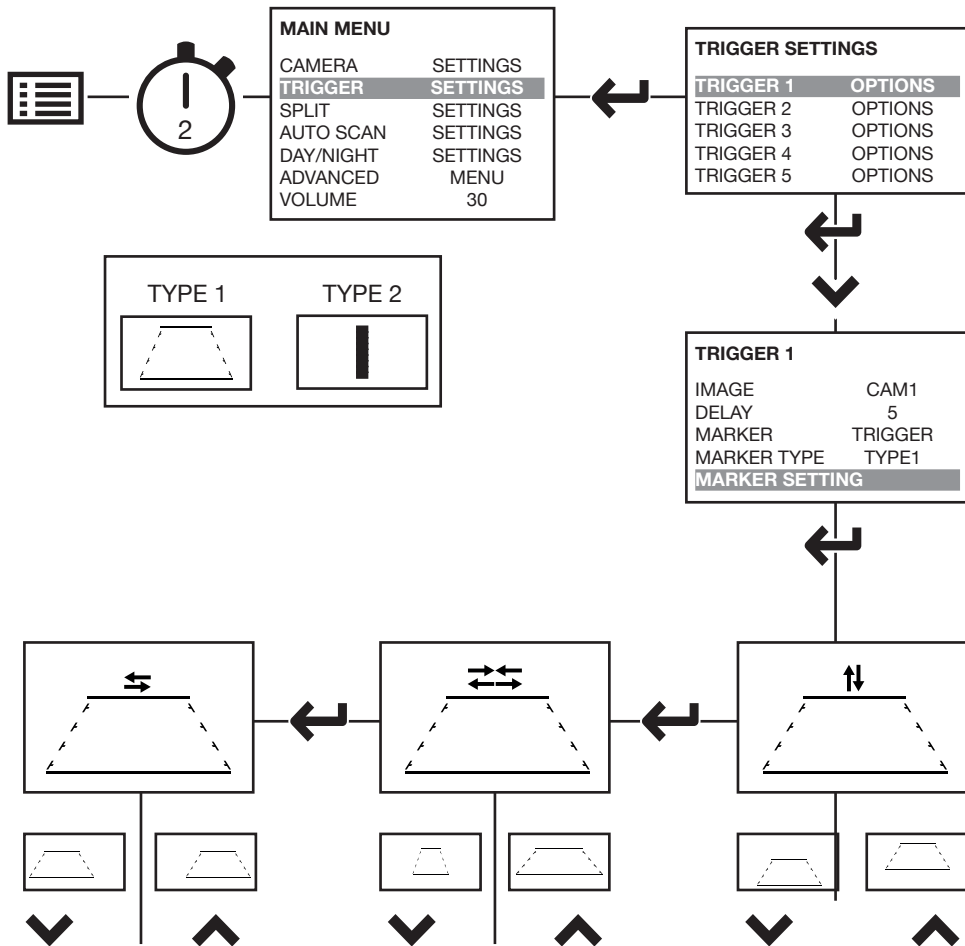 MAIN MENU
CAMERA SETTINGS
TRIGGER SETTINGS
SPLIT SETTINGS
AUTO SCAN SETTINGS
DAY/NIGHT SETTINGS
ADVANCED MENU
VOLUME 30
2
TRIGGER SETTINGS
TRIGGER 1 OPTIONS
TRIGGER 2 OPTIONS
TRIGGER 3 OPTIONS
TRIGGER 4 OPTIONS
TRIGGER 5 OPTIONS
TYPE 1 TYPE 2
TRIGGER 1
IMAGE CAM1
DELAY 5
MARKER TRIGGER
MARKER TYPE TYPE1
MARKER SETTING